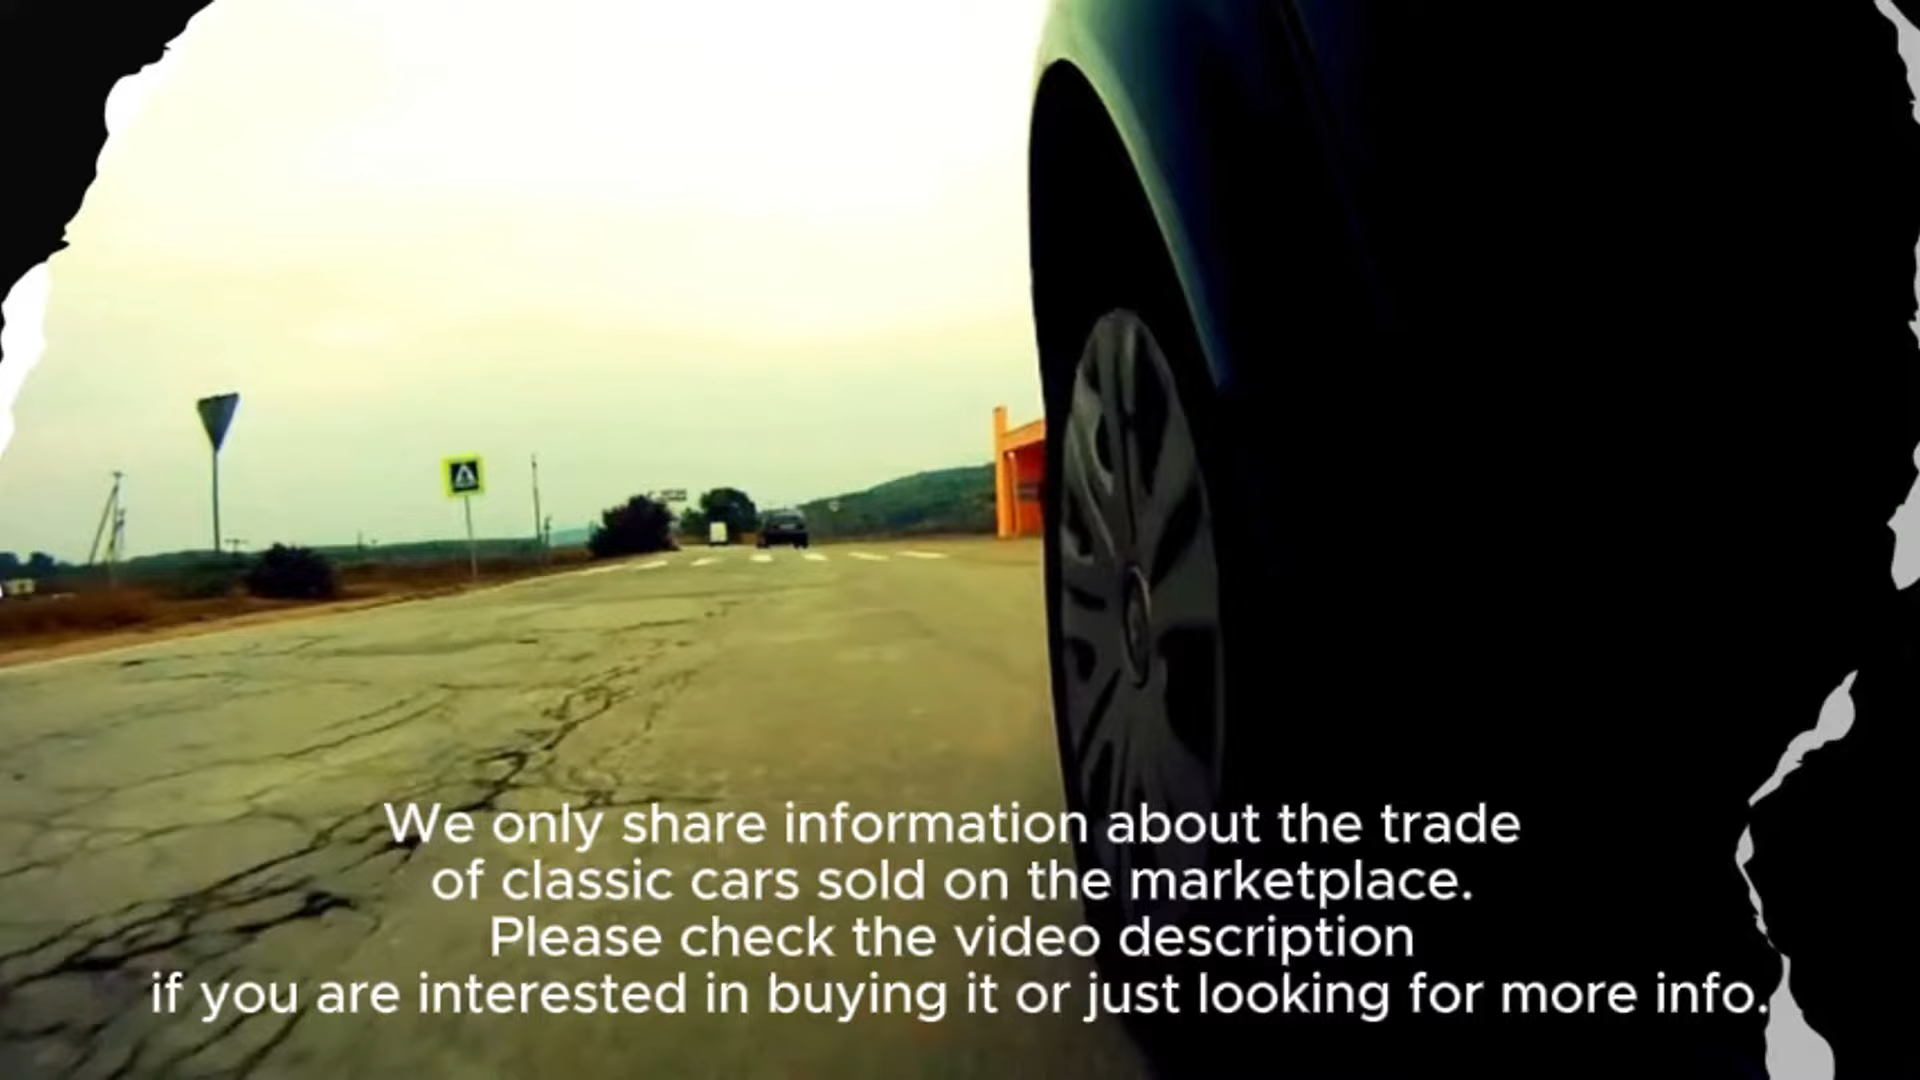 We only share information about the trade
of classic cars sold on the marketplace.
Please check the video description
if you are interested in buying it or just looking for more info.